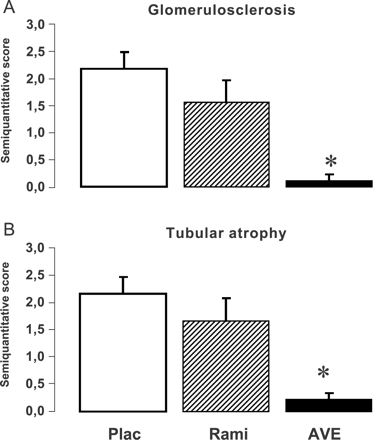 A
Glomerulosclerosis
Semiquantitative score
3,0
2,5
2,0
1,5
1,0
0,5
0,0
*
B
Tubular atrophy
Semiquantitative score
3,0
2,5
2,0
1,5
1,0
0,5
0,0
*
Plac Rami AVE